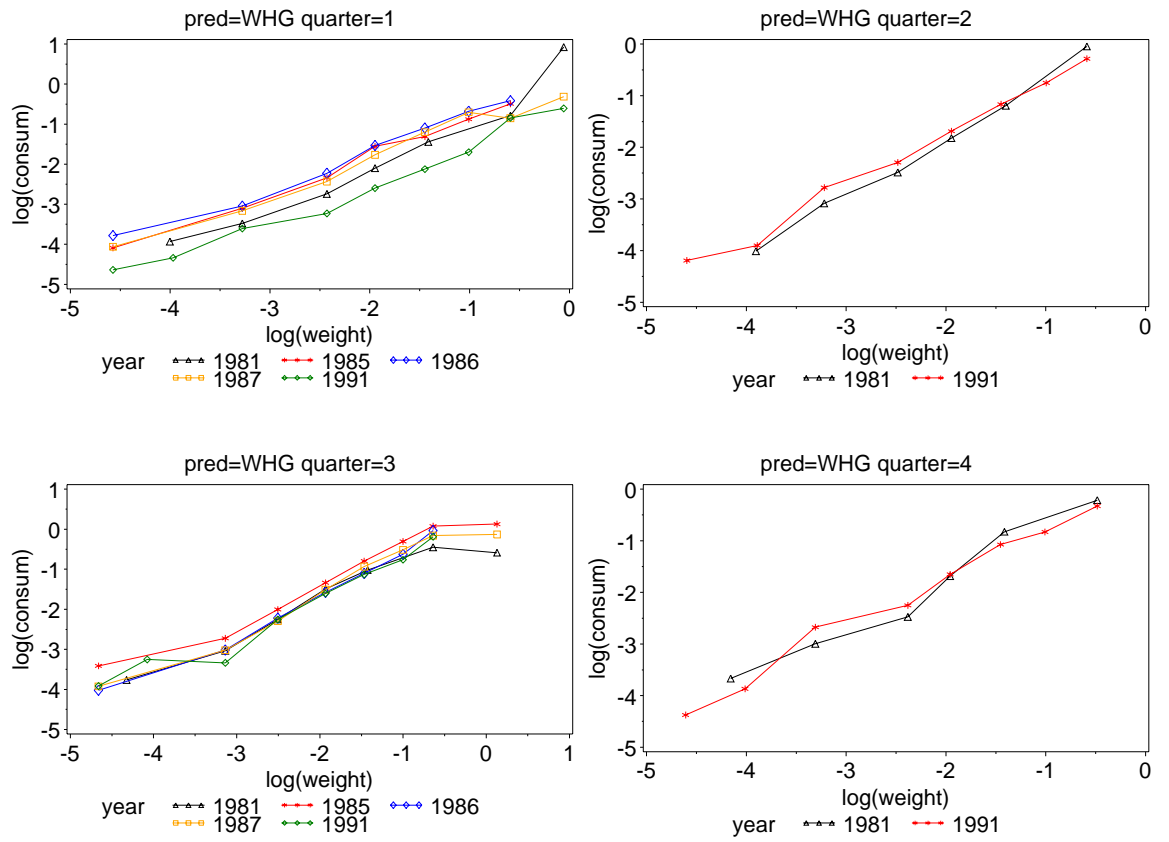 pred=WHG quarter=1
log(consum)
1
0
-1
-2
-3
-4
-5
-5 -4 -3 -2 -1 0
log(weight)
year 1981 1985 1986
1987 1991
pred=WHG quarter=2
log(consum)
0
-1
-2
-3
-4
-5
-5 -4 -3 -2 -1 0
log(weight)
year 1981 1991
pred=WHG quarter=3
log(consum)
1
0
-1
-2
-3
-4
-5
-5 -4 -3 -2 -1 0 1
log(weight)
year 1981 1985 1986
1987 1991
pred=WHG quarter=4
log(consum)
0
-1
-2
-3
-4
-5
-5 -4 -3 -2 -1 0
log(weight)
year 1981 1991